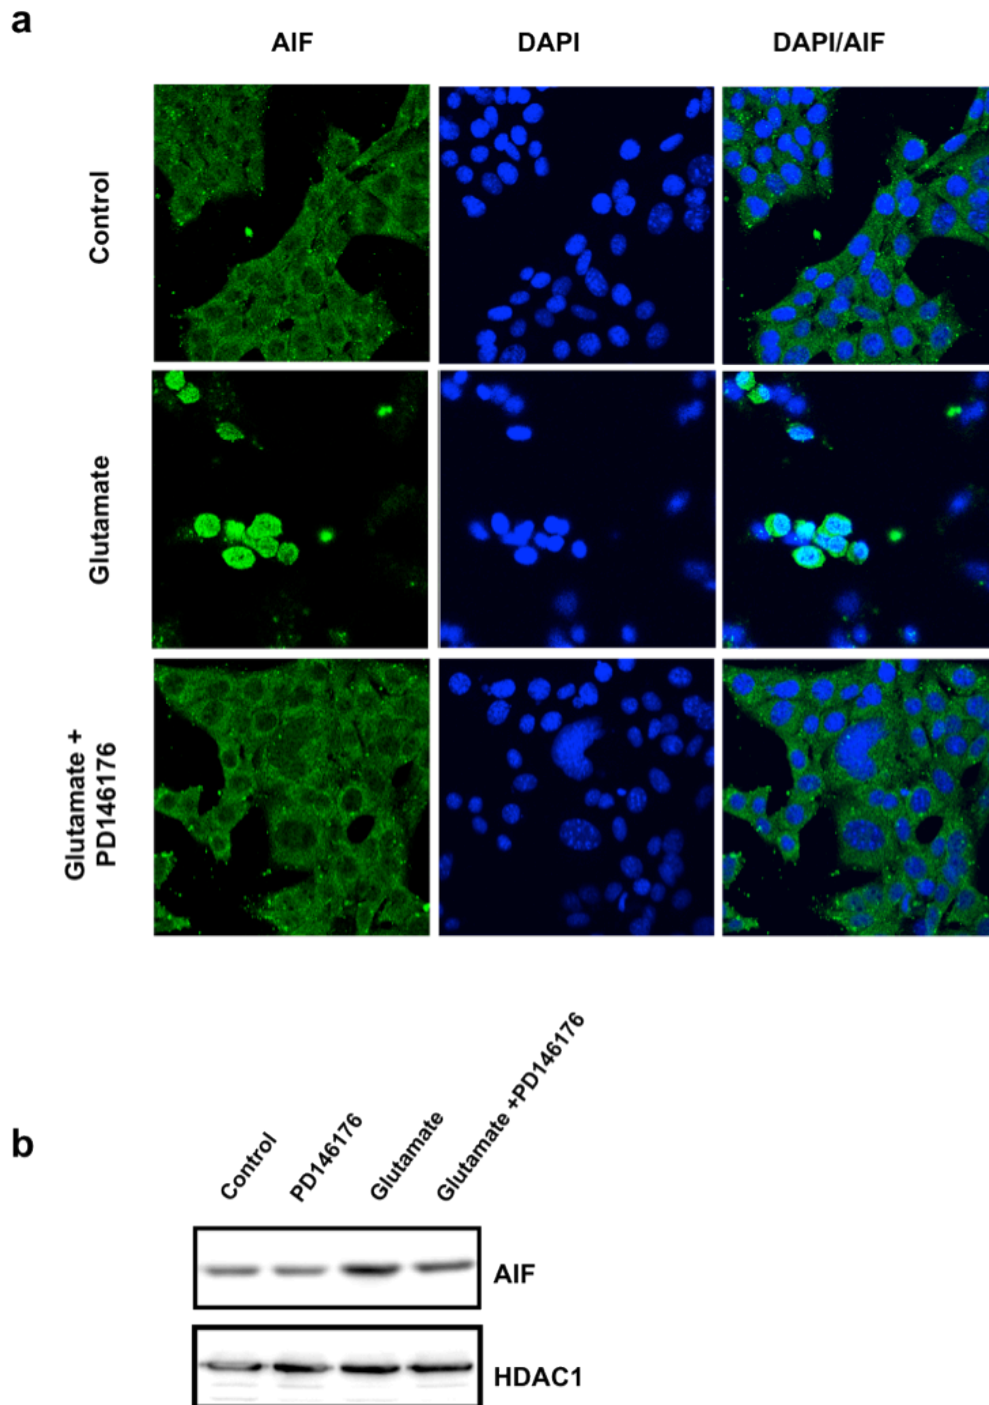 a
AIF DAPI DAPI/AIF
Control
Glutamate
Glutamate +
PD146176
b
Control PD146176 Glutamate Glutamate +PD146176
AIF
HDAC1